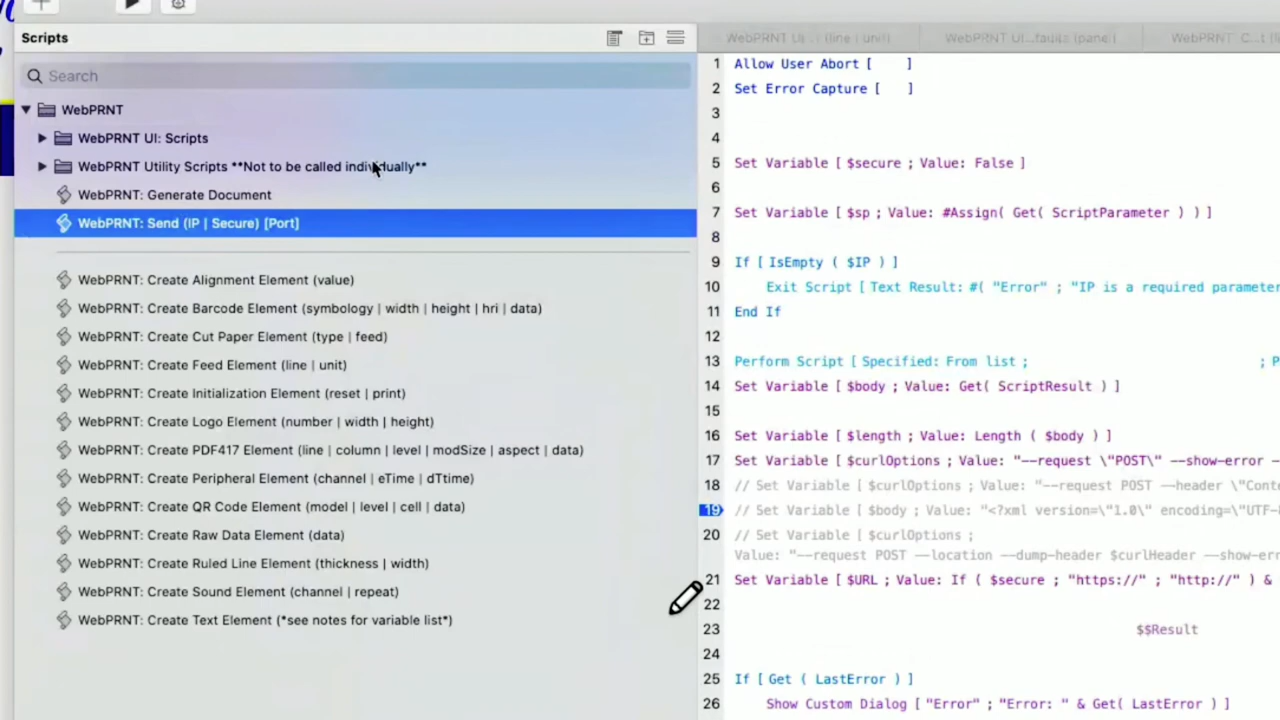 Scripts
Search
WebPRNT
WebPRNT UI: Scripts
WebPRNT Utility Scripts **Not to be called individually**
WebPRNT: Generate Document
WebPRNT: Send (IP | Secure) [Port]
WebPRNT: Create Alignment Element (value)
WebPRNT: Create Barcode Element (symbology | width | height | hri | data)
WebPRNT: Create Cut Paper Element (type | feed)
WebPRNT: Create Feed Element (line | unit)
WebPRNT: Create Initialization Element (reset | print)
WebPRNT: Create Logo Element (number | width | height)
WebPRNT: Create PDF417 Element (line | column | level | modSize | aspect | data)
WebPRNT: Create Peripheral Element (channel | eTime | dTtime)
WebPRNT: Create QR Code Element (model | level | cell | data)
WebPRNT: Create Raw Data Element (data)
WebPRNT: Create Ruled Line Element (thickness | width)
WebPRNT: Create Sound Element (channel | repeat)
WebPRNT: Create Text Element (*see notes for variable list*)
WebPRNT UI (line | unit)
WebPRNT UI...faults (pane|
WebPRNT C...t (
1 Allow User Abort [ ]
2 Set Error Capture [ ]
3
4
5 Set Variable [ $secure ; Value: False ]
6
7 Set Variable [ $sp ; Value: #Assign( Get( ScriptParameter ) ) ]
8
9 If [ IsEmpty ( $IP ) ]
10 Exit Script [ Text Result: #( "Error" ; "IP is a required parameter
11 End If
12
13 Perform Script [ Specified: From list ; ; P
14 Set Variable [ $body ; Value: Get( ScriptResult ) ]
15
16 Set Variable [ $length ; Value: Length ( $body ) ]
17 Set Variable [ $curlOptions ; Value: "--request \"POST\" --show-error -
18 // Set Variable [ $curlOptions ; Value: "--request POST --header \"Conte
19 // Set Variable [ $body ; Value: "<?xml version=\"1.0\" encoding=\"UTF-
20 // Set Variable [ $curlOptions ;
Value: "--request POST --location --dump-header $curlHeader --show-err
21 Set Variable [ $URL ; Value: If ( $secure ; "https://" ; "http://" ) &
22
23 $$Result
24
25 If [ Get ( LastError ) ]
26 Show Custom Dialog [ "Error" ; "Error: " & Get( LastError ) ]